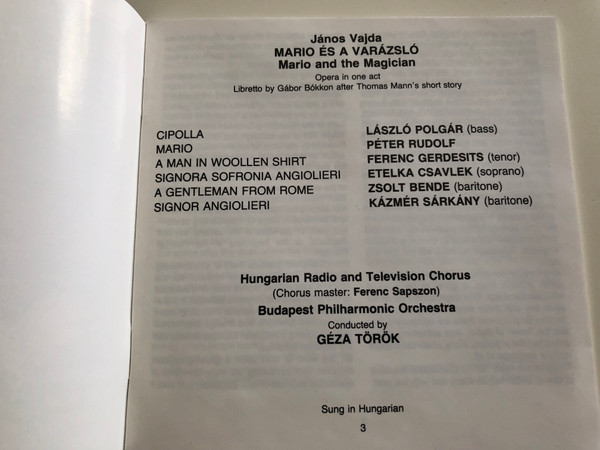 János Vajda
MARIO ÉS A VARÁZSLÓ
Mario and the Magician
Opera in one act
Libretto by Gábor Bókkon after Thomas Mann's short story
CIPOLLA LÁSZLÓ POLGÁR (bass)
MARIO PÉTER RUDOLF
A MAN IN WOOLLEN SHIRT FERENC GERDESITS (tenor)
SIGNORA SOFRONIA ANGIOLIERI ETELKA CSAVLEK (soprano)
A GENTLEMAN FROM ROME ZSOLT BENDE (baritone)
SIGNOR ANGIOLIERI KÁZMÉR SÁRKÁNY (baritone)
Hungarian Radio and Television Chorus
(Chorus master: Ferenc Sapszon)
Budapest Philharmonic Orchestra
Conducted by
GÉZA TÖRÖK
Sung in Hungarian
3